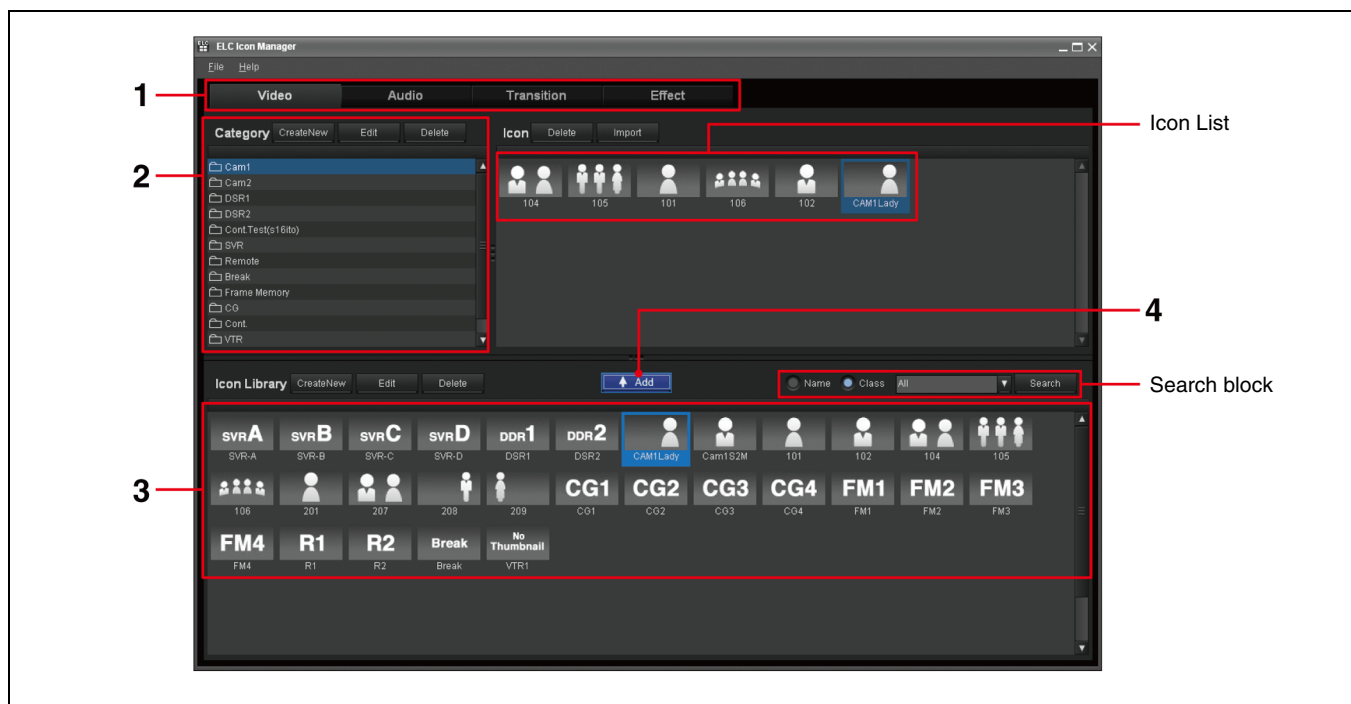 ELC
ELC Icon Manager
File Help
1
Video Audio Transition Effect
Category CreateNew Edit Delete
Icon Delete Import
Icon List
2
Cam1
Cam2
DSR1
DSR2
Cont.Test(s16ito)
SVR
Remote
Break
Frame Memory
CG
Cont.
VTR
104 105 101 106 102 CAM1Lady
4
Icon Library CreateNew Edit Delete
Add
Name Class All Search
Search block
3
SVRA SVRB SVRC SVRD DDR1 DDR2
SVR-A SVR-B SVR-C SVR-D DSR1 DSR2 CAM1Lady Cam1S2M 101 102 104 105
CG1 CG2 CG3 CG4 FM1 FM2 FM3
106 201 207 208 209 CG1 CG2 CG3 CG4 FM1 FM2 FM3
FM4 R1 R2 Break No Thumbnail
FM4 R1 R2 Break VTR1